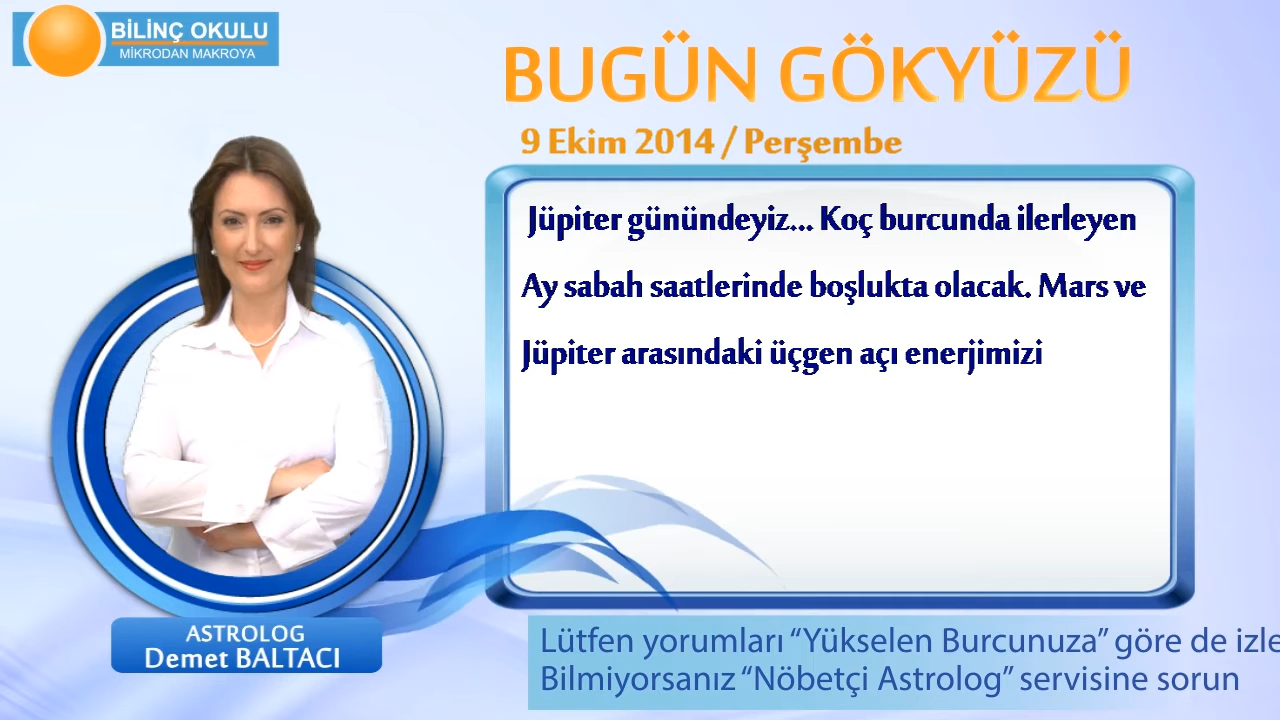 BİLİNÇ OKULU
MİKRODAN MAKROYA
BUGÜN GÖKYÜZÜ
9 Ekim 2014 / Perşembe
Jüpiter günündeyiz... Koç burcunda ilerleyen
Ay sabah saatlerinde boşlukta olacak. Mars ve
Jüpiter arasındaki üçgen açı enerjimizi
ASTROLOG
Demet BALTACI
Lütfen yorumları “Yükselen Burcunuza” göre de izle
Bilmiyorsanız “Nöbetçi Astrolog” servisine sorun